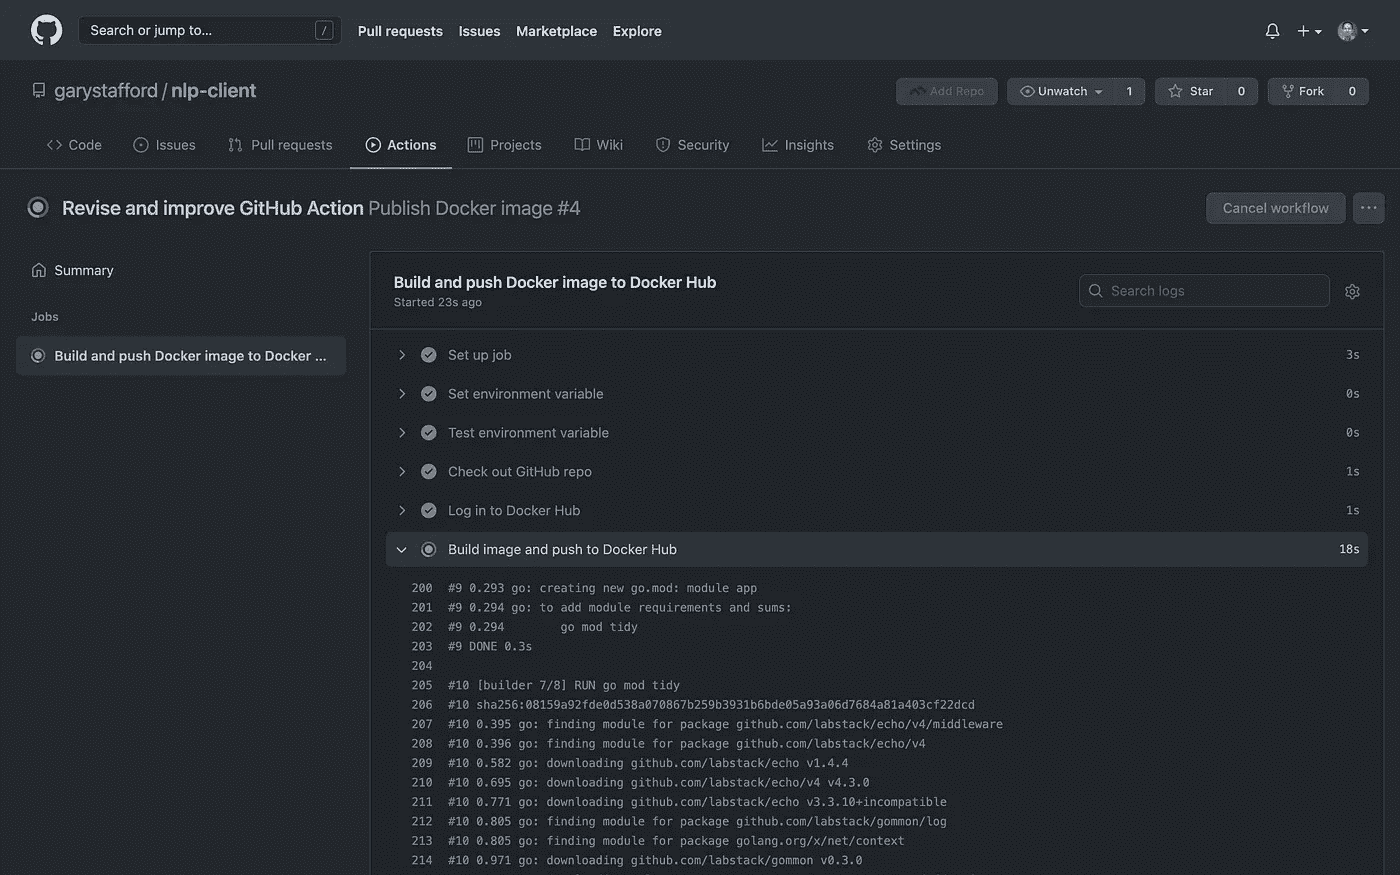 Search or jump to... /
Pull requests Issues Marketplace Explore
garystafford / nlp-client
Add Repo Unwatch 1 Star 0 Fork 0
Code Issues Pull requests Actions Projects Wiki Security Insights Settings
Revise and improve GitHub Action Publish Docker image #4
Cancel workflow
Summary
Jobs
Build and push Docker image to Docker ...
Build and push Docker image to Docker Hub
Started 23s ago
Search logs
Set up job 3s
Set environment variable 0s
Test environment variable 0s
Check out GitHub repo 1s
Log in to Docker Hub 1s
Build image and push to Docker Hub 18s
200 #9 0.293 go: creating new go.mod: module app
201 #9 0.294 go: to add module requirements and sums:
202 #9 0.294 go mod tidy
203 #9 DONE 0.3s
204
205 #10 [builder 7/8] RUN go mod tidy
206 #10 sha256:08159a92fde0d538a070867b259b3931b6bde05a93a06d7684a81a403cf22dcd
207 #10 0.395 go: finding module for package github.com/labstack/echo/v4/middleware
208 #10 0.396 go: finding module for package github.com/labstack/echo/v4
209 #10 0.582 go: downloading github.com/labstack/echo v1.4.4
210 #10 0.695 go: downloading github.com/labstack/echo/v4 v4.3.0
211 #10 0.771 go: downloading github.com/labstack/echo v3.3.10+incompatible
212 #10 0.805 go: finding module for package github.com/labstack/gommon/log
213 #10 0.805 go: finding module for package golang.org/x/net/context
214 #10 0.971 go: downloading github.com/labstack/gommon v0.3.0